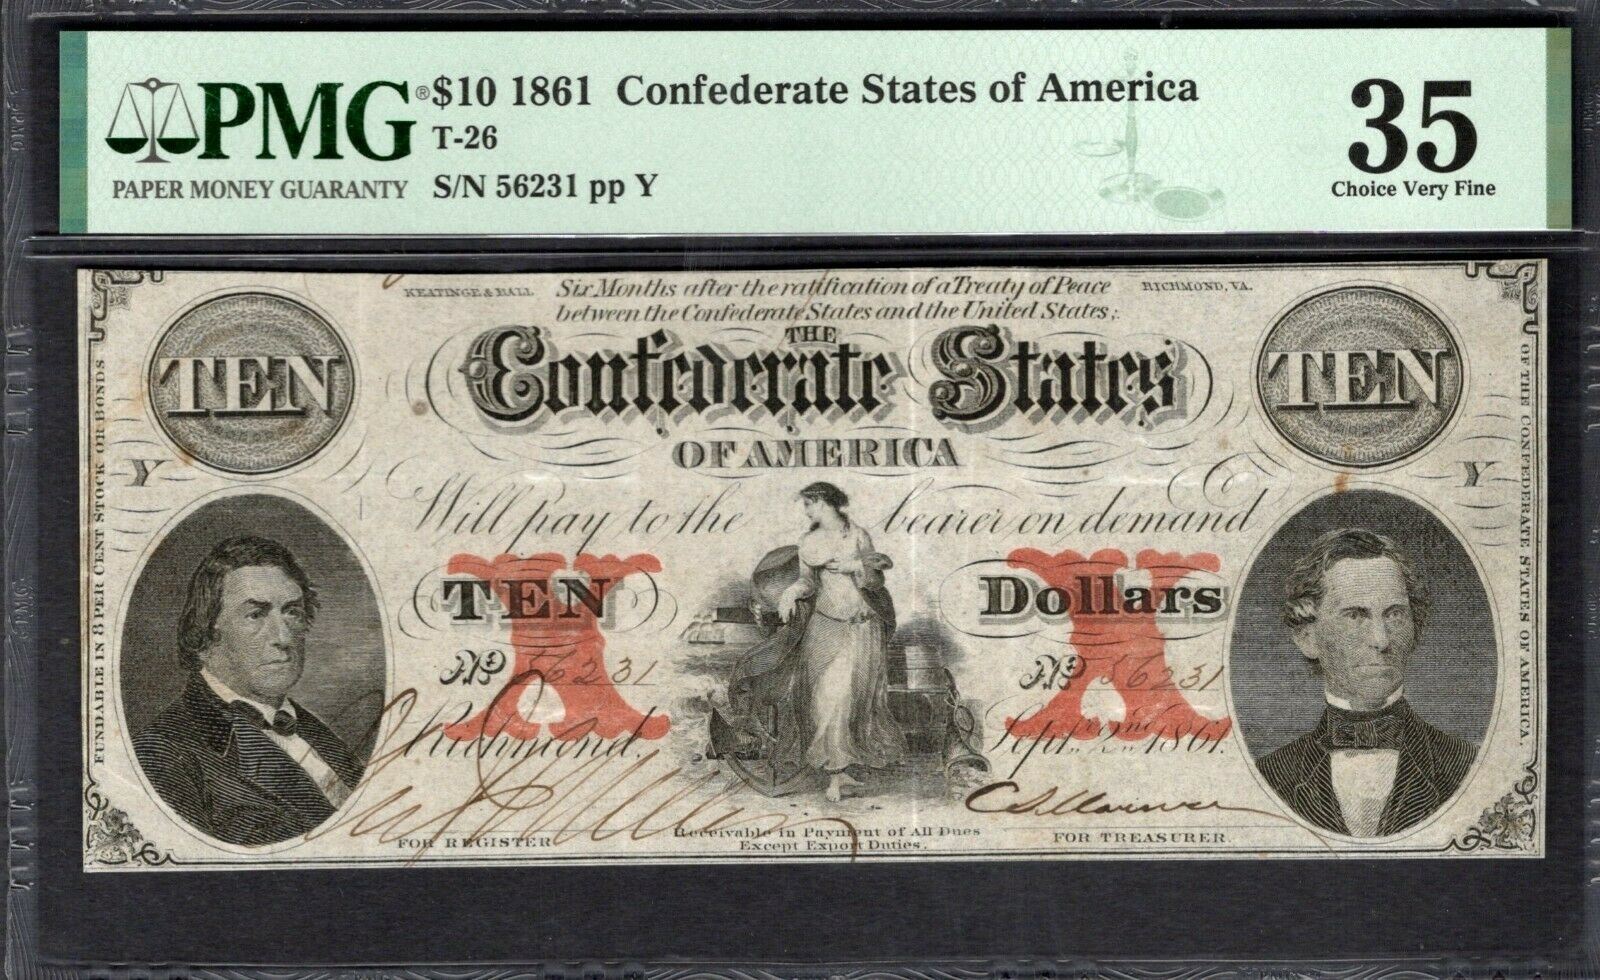 PMG® $10 1861 Confederate States of America
T-26
PAPER MONEY GUARANTY
S/N 56231 pp Y
35
Choice Very Fine
KEATINGE & BALL
Six Months after the ratification of a Treaty of Peace
RICHMOND, VA.
between the Confederate States and the United States;
THE
TEN
Confederate States
TEN
OF AMERICA
Y
Y
Will pay to the bearer on demand
X
X
TEN
Dollars
No 56231
No 56231
Richmond,
Sept. 2nd 1861.
FOR REGISTER
Receivable in Payment of All Dues
Except Export Duties.
FOR TREASURER.
FUNDABLE IN 8 PER CENT STOCK OR BONDS
OF THE CONFEDERATE STATES OF AMERICA.